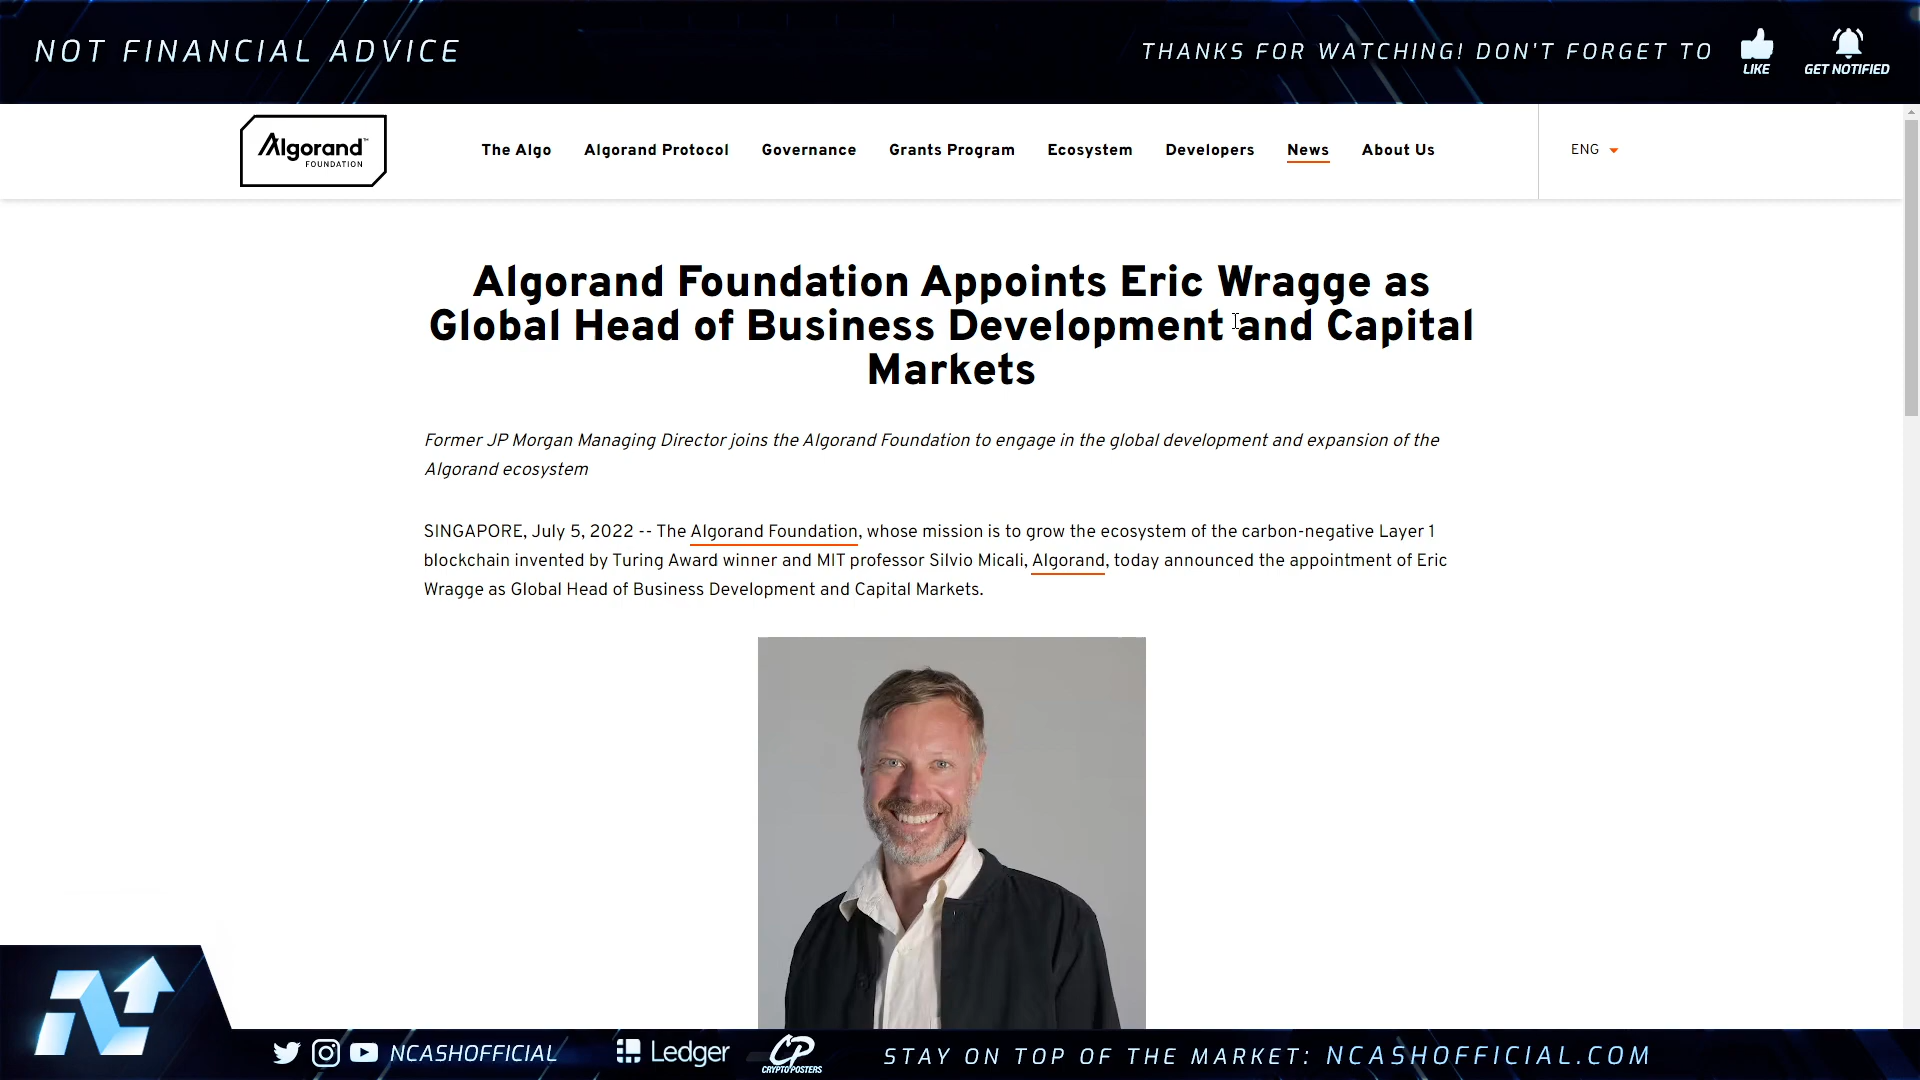 NOT FINANCIAL ADVICE
THANKS FOR WATCHING! DON'T FORGET TO
LIKE
GET NOTIFIED
Algorand™
FOUNDATION
The Algo
Algorand Protocol
Governance
Grants Program
Ecosystem
Developers
News
About Us
ENG
Algorand Foundation Appoints Eric Wragge as
Global Head of Business Development and Capital
Markets
Former JP Morgan Managing Director joins the Algorand Foundation to engage in the global development and expansion of the
Algorand ecosystem
SINGAPORE, July 5, 2022 -- The Algorand Foundation, whose mission is to grow the ecosystem of the carbon-negative Layer 1
blockchain invented by Turing Award winner and MIT professor Silvio Micali, Algorand, today announced the appointment of Eric
Wragge as Global Head of Business Development and Capital Markets.
NCASHOFFICIAL
Ledger
CP
CRYPTOPOSTERS
STAY ON TOP OF THE MARKET: NCASHOFFICIAL.COM